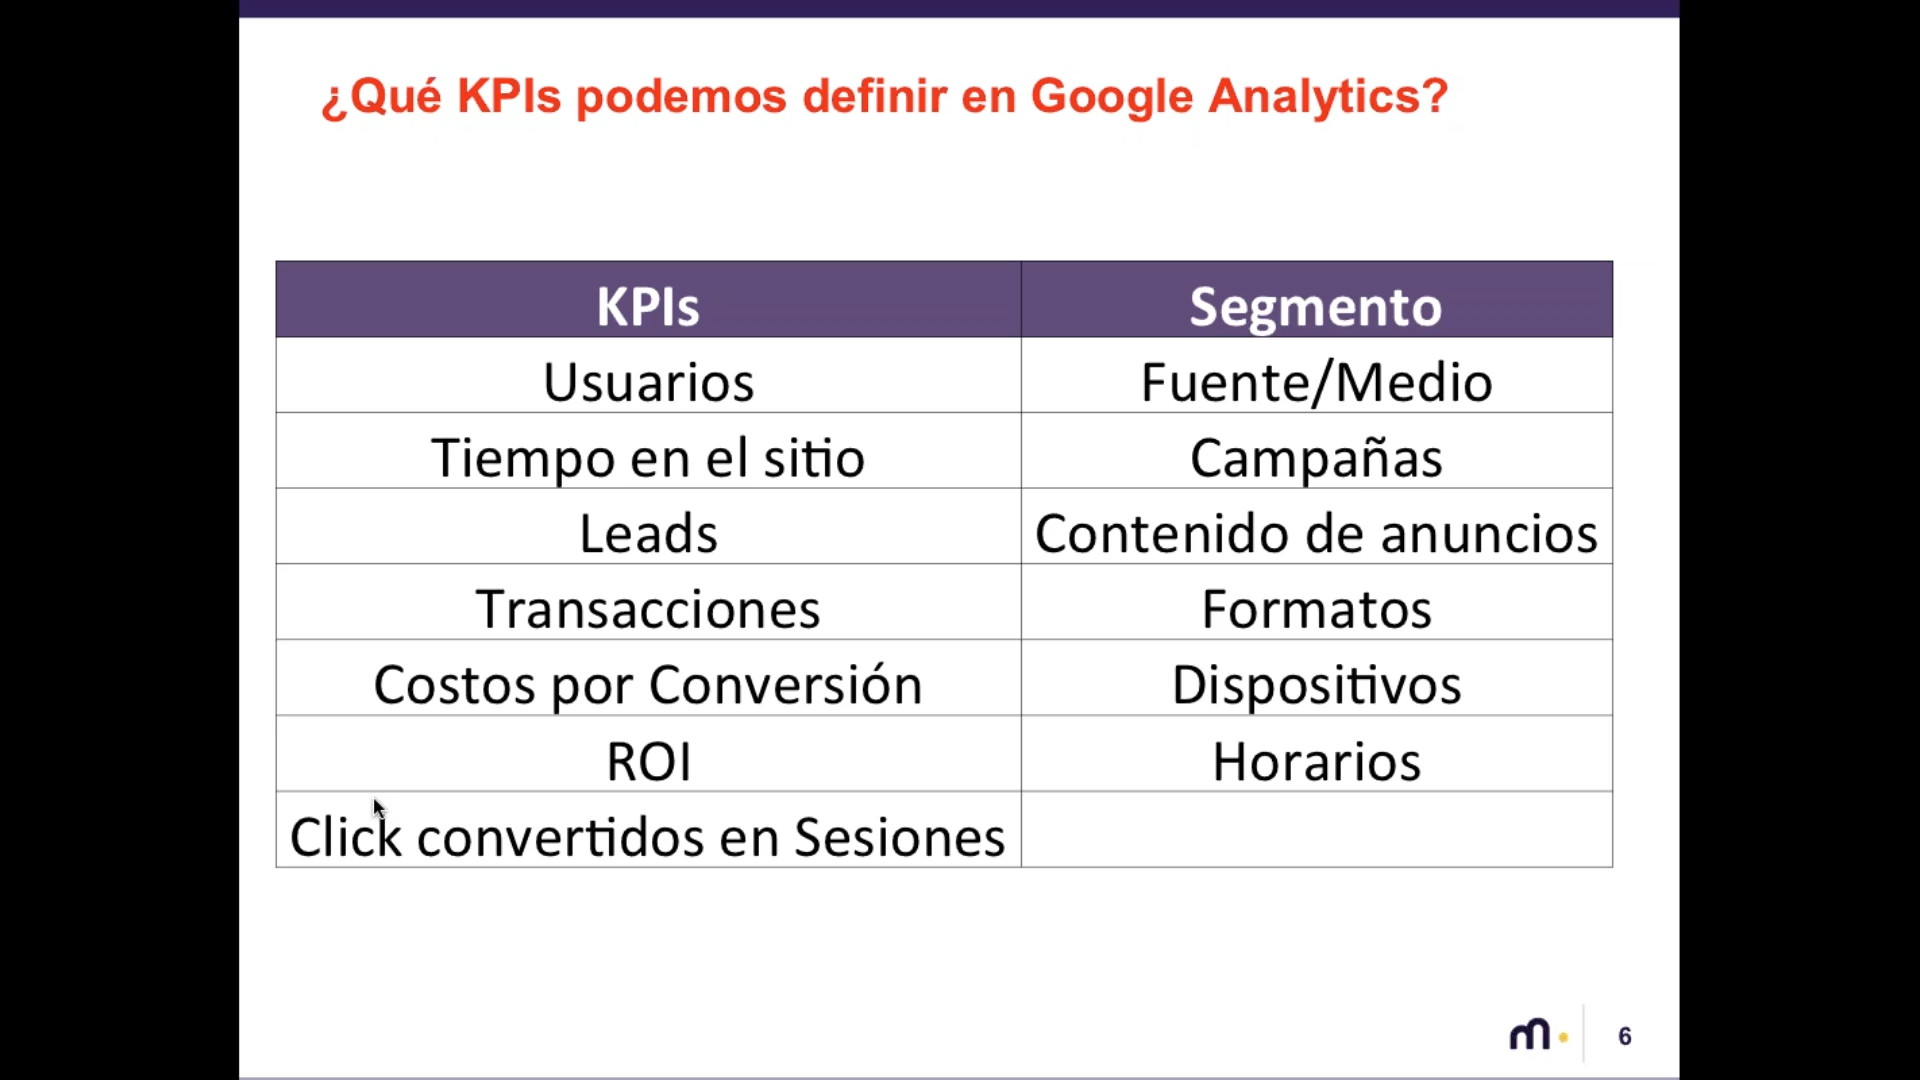 ¿Qué KPIs podemos definir en Google Analytics?
KPIs Segmento
Usuarios Fuente/Medio
Tiempo en el sitio Campañas
Leads Contenido de anuncios
Transacciones Formatos
Costos por Conversión Dispositivos
ROI Horarios
Click convertidos en Sesiones
m. 6